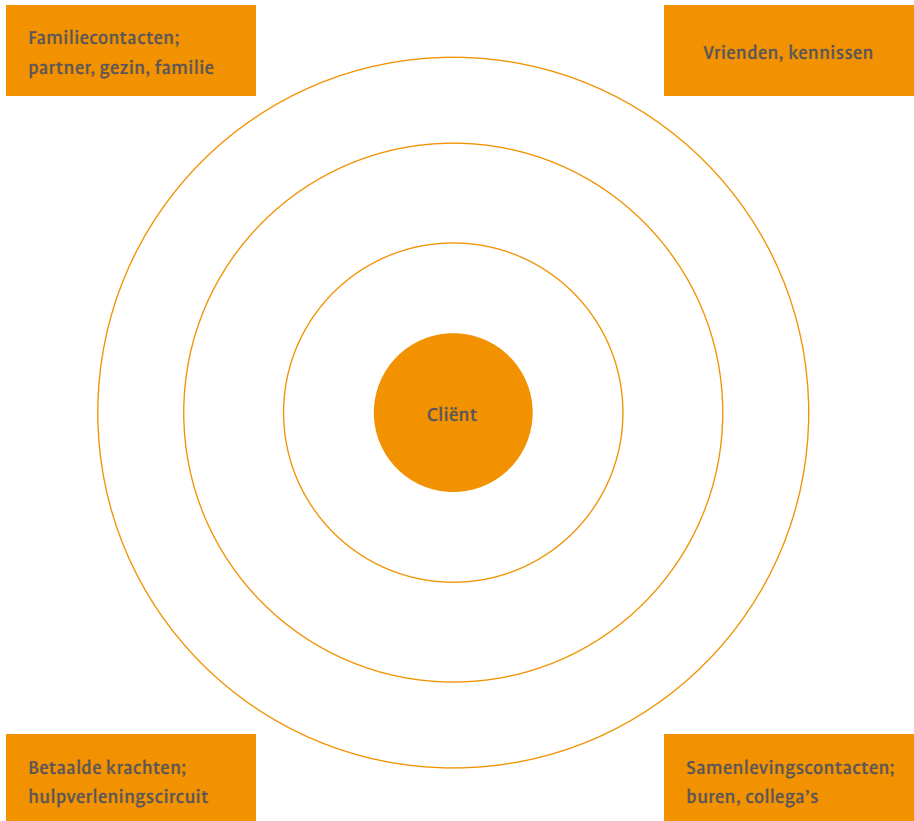 Familiecontacten;
partner, gezin, familie
Vrienden, kennissen
Cliënt
Betaalde krachten;
hulpverleningscircuit
Samenlevingscontacten;
buren, collega's